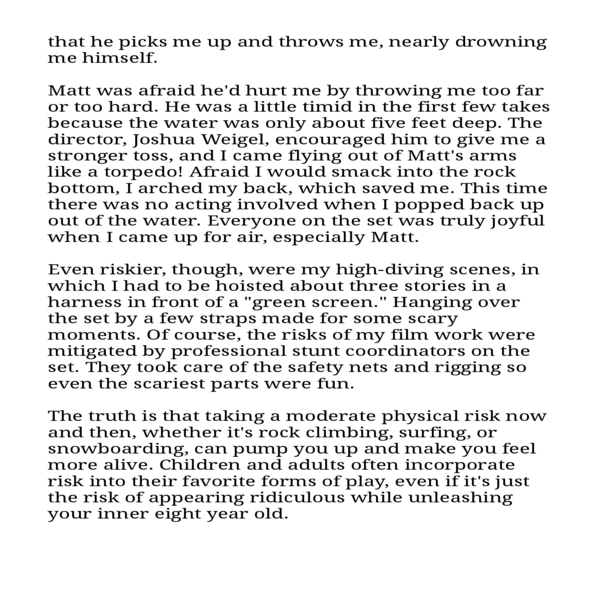 that he picks me up and throws me, nearly drowning
me himself.
Matt was afraid he'd hurt me by throwing me too far
or too hard. He was a little timid in the first few takes
because the water was only about five feet deep. The
director, Joshua Weigel, encouraged him to give me a
stronger toss, and I came flying out of Matt's arms
like a torpedo! Afraid I would smack into the rock
bottom, I arched my back, which saved me. This time
there was no acting involved when I popped back up
out of the water. Everyone on the set was truly joyful
when I came up for air, especially Matt.
Even riskier, though, were my high-diving scenes, in
which I had to be hoisted about three stories in a
harness in front of a "green screen." Hanging over
the set by a few straps made for some scary
moments. Of course, the risks of my film work were
mitigated by professional stunt coordinators on the
set. They took care of the safety nets and rigging so
even the scariest parts were fun.
The truth is that taking a moderate physical risk now
and then, whether it's rock climbing, surfing, or
snowboarding, can pump you up and make you feel
more alive. Children and adults often incorporate
risk into their favorite forms of play, even if it's just
the risk of appearing ridiculous while unleashing
your inner eight year old.